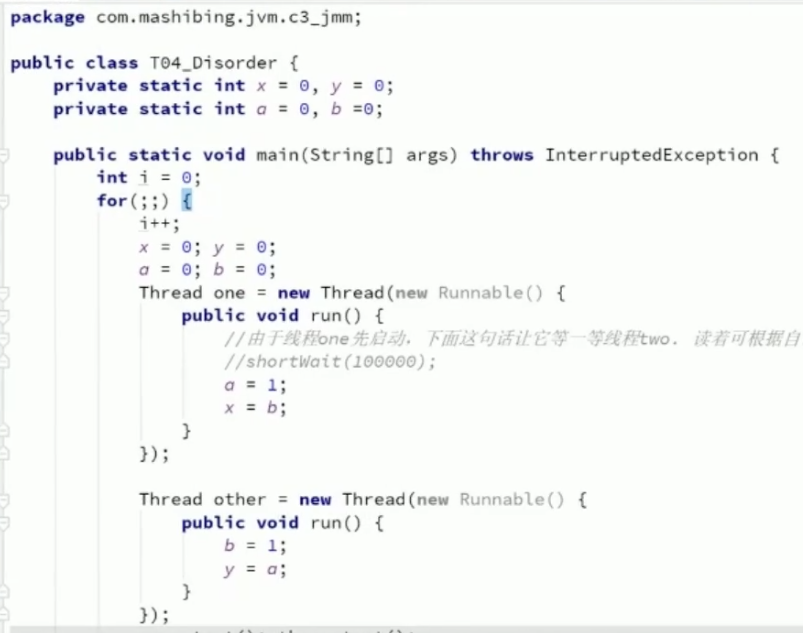 package com.mashibing.jvm.c3_jmm;
public class T04_Disorder {
    private static int x = 0, y = 0;
    private static int a = 0, b =0;
    public static void main(String[] args) throws InterruptedException {
        int i = 0;
        for(;;) {
            i++;
            x = 0; y = 0;
            a = 0; b = 0;
            Thread one = new Thread(new Runnable() {
                public void run() {
                    //由于线程one先启动，下面这句话让它等一等线程two. 读着可根据自
                    //shortWait(100000);
                    a = 1;
                    x = b;
                }
            });
            Thread other = new Thread(new Runnable() {
                public void run() {
                    b = 1;
                    y = a;
                }
            });